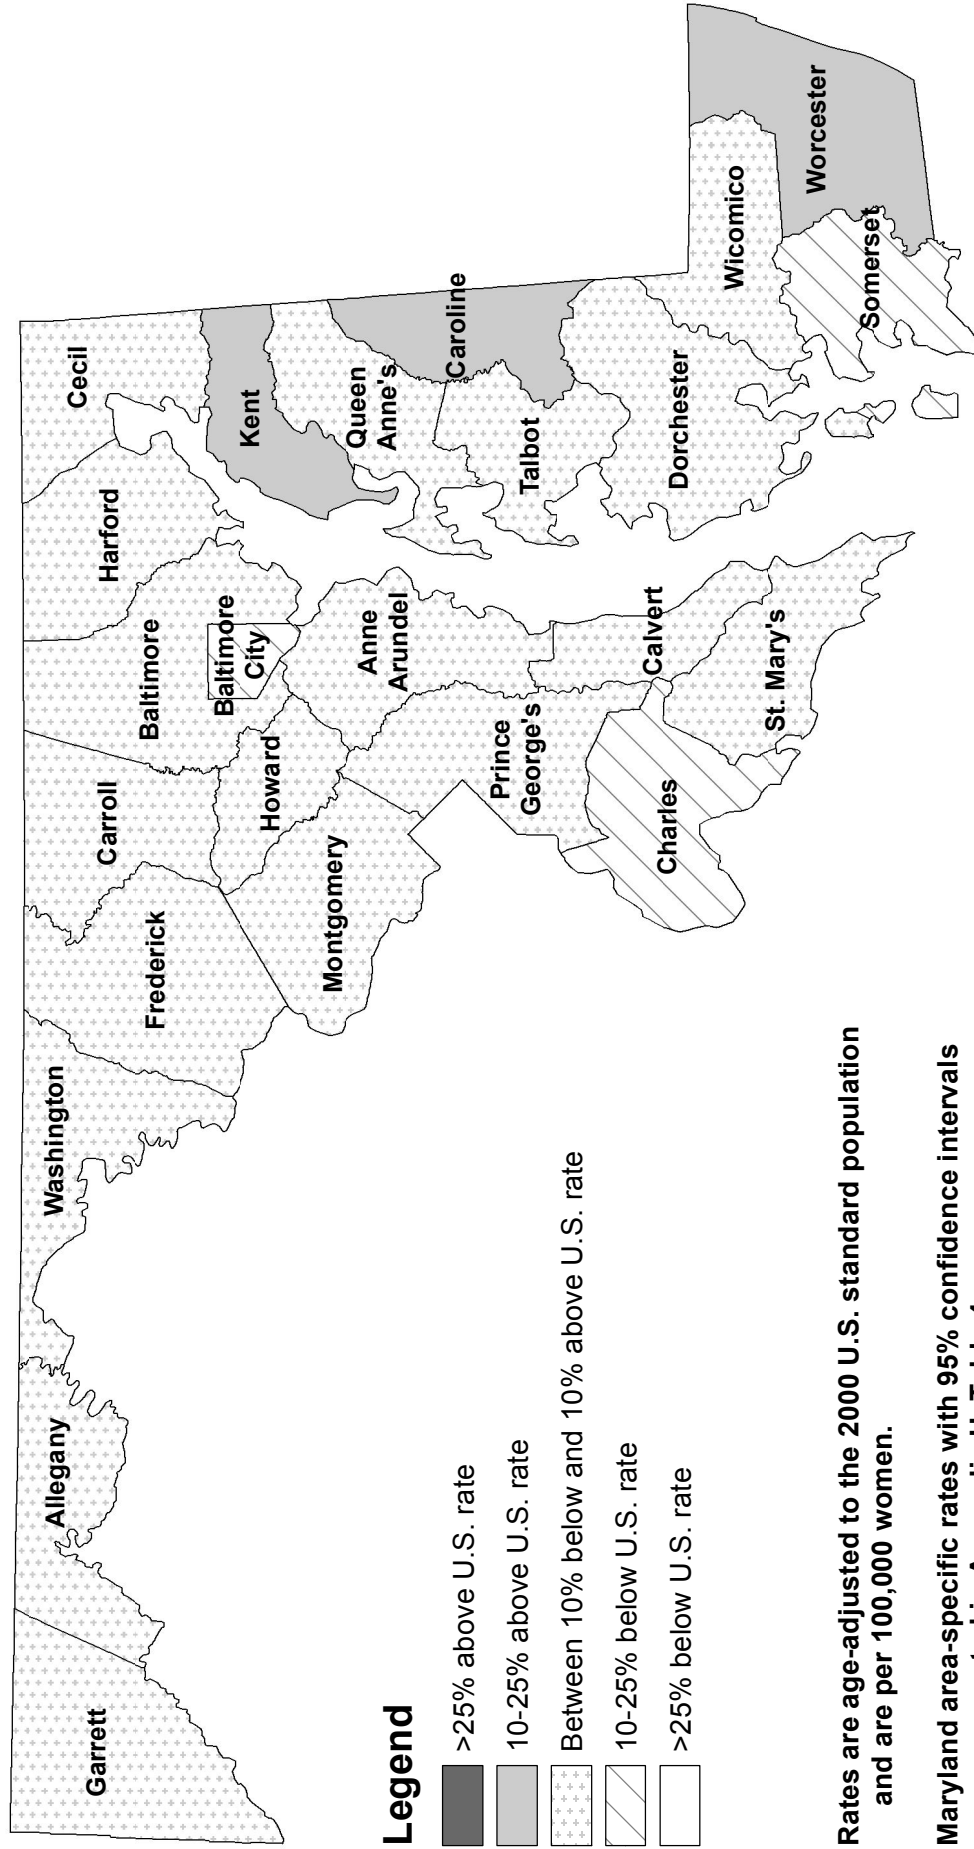 Garrett
Allegany
Washington
Frederick
Carroll
Baltimore
Harford
Cecil
Baltimore
City
Howard
Montgomery
Anne
Arundel
Kent
Queen
Anne's
Caroline
Talbot
Prince
George's
Calvert
Charles
St. Mary's
Dorchester
Wicomico
Worcester
Somerset
Legend
>25% above U.S. rate
10-25% above U.S. rate
Between 10% below and 10% above U.S. rate
10-25% below U.S. rate
>25% below U.S. rate
Rates are age-adjusted to the 2000 U.S. standard population
and are per 100,000 women.
Maryland area-specific rates with 95% confidence intervals